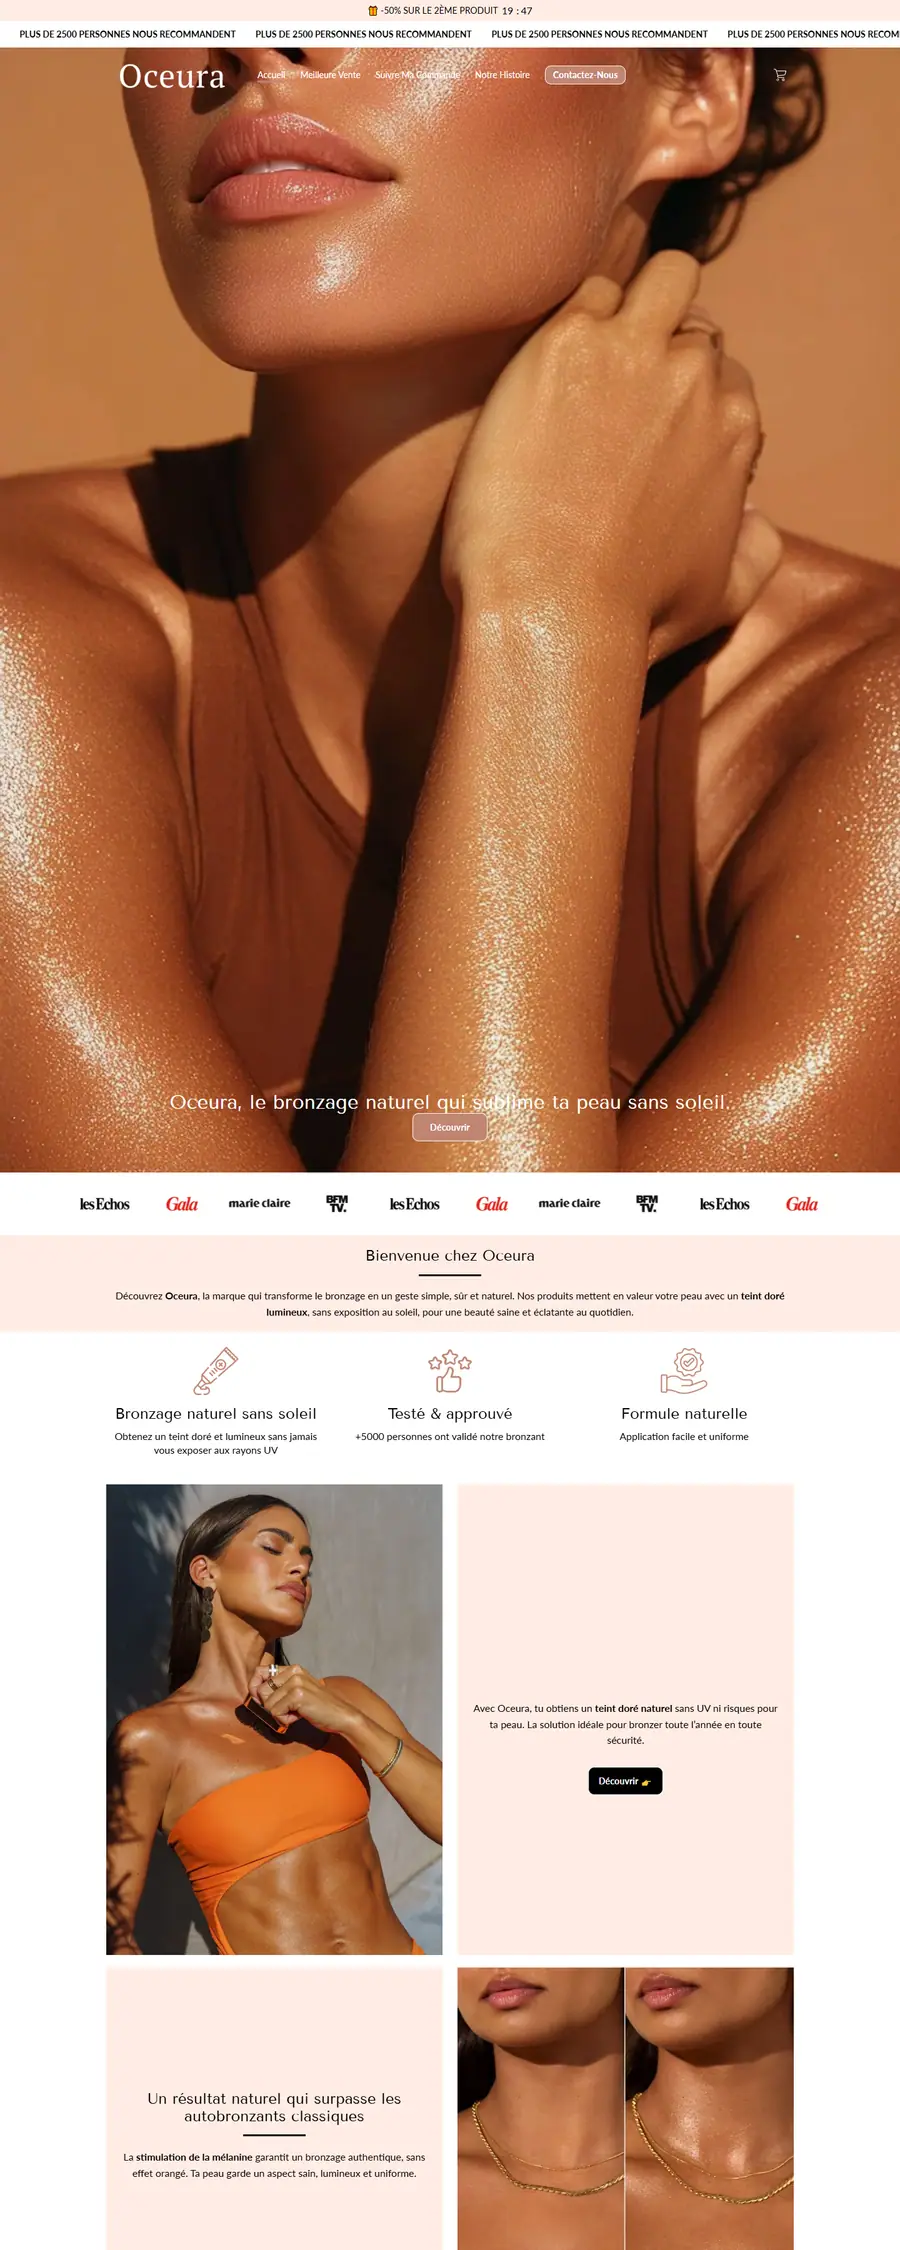 -50% SUR LE 2ÈME PRODUIT 19 : 47
PLUS DE 2500 PERSONNES NOUS RECOMMANDENT PLUS DE 2500 PERSONNES NOUS RECOMMANDENT PLUS DE 2500 PERSONNES NOUS RECOMMANDENT PLUS DE 2500 PERSONNES NOUS RECOM
Oceura Accueil Meilleure Vente Suivre Ma Commande Notre Histoire Contactez-Nous
Oceura, le bronzage naturel qui sublime ta peau sans soleil.
Découvrir
les Echos Gala marie claire BFM TV. les Echos Gala marie claire BFM TV. les Echos Gala
Bienvenue chez Oceura
Découvrez Oceura, la marque qui transforme le bronzage en un geste simple, sûr et naturel. Nos produits mettent en valeur votre peau avec un teint doré
lumineux, sans exposition au soleil, pour une beauté saine et éclatante au quotidien.
Bronzage naturel sans soleil
Obtenez un teint doré et lumineux sans jamais
vous exposer aux rayons UV
Testé & approuvé
+5000 personnes ont validé notre bronzant
Formule naturelle
Application facile et uniforme
Avec Oceura, tu obtiens un teint doré naturel sans UV ni risques pour
ta peau. La solution idéale pour bronzer toute l'année en toute
sécurité.
Découvrir
Un résultat naturel qui surpasse les
autobronzants classiques
La stimulation de la mélanine garantit un bronzage authentique, sans
effet orangé. Ta peau garde un aspect sain, lumineux et uniforme.